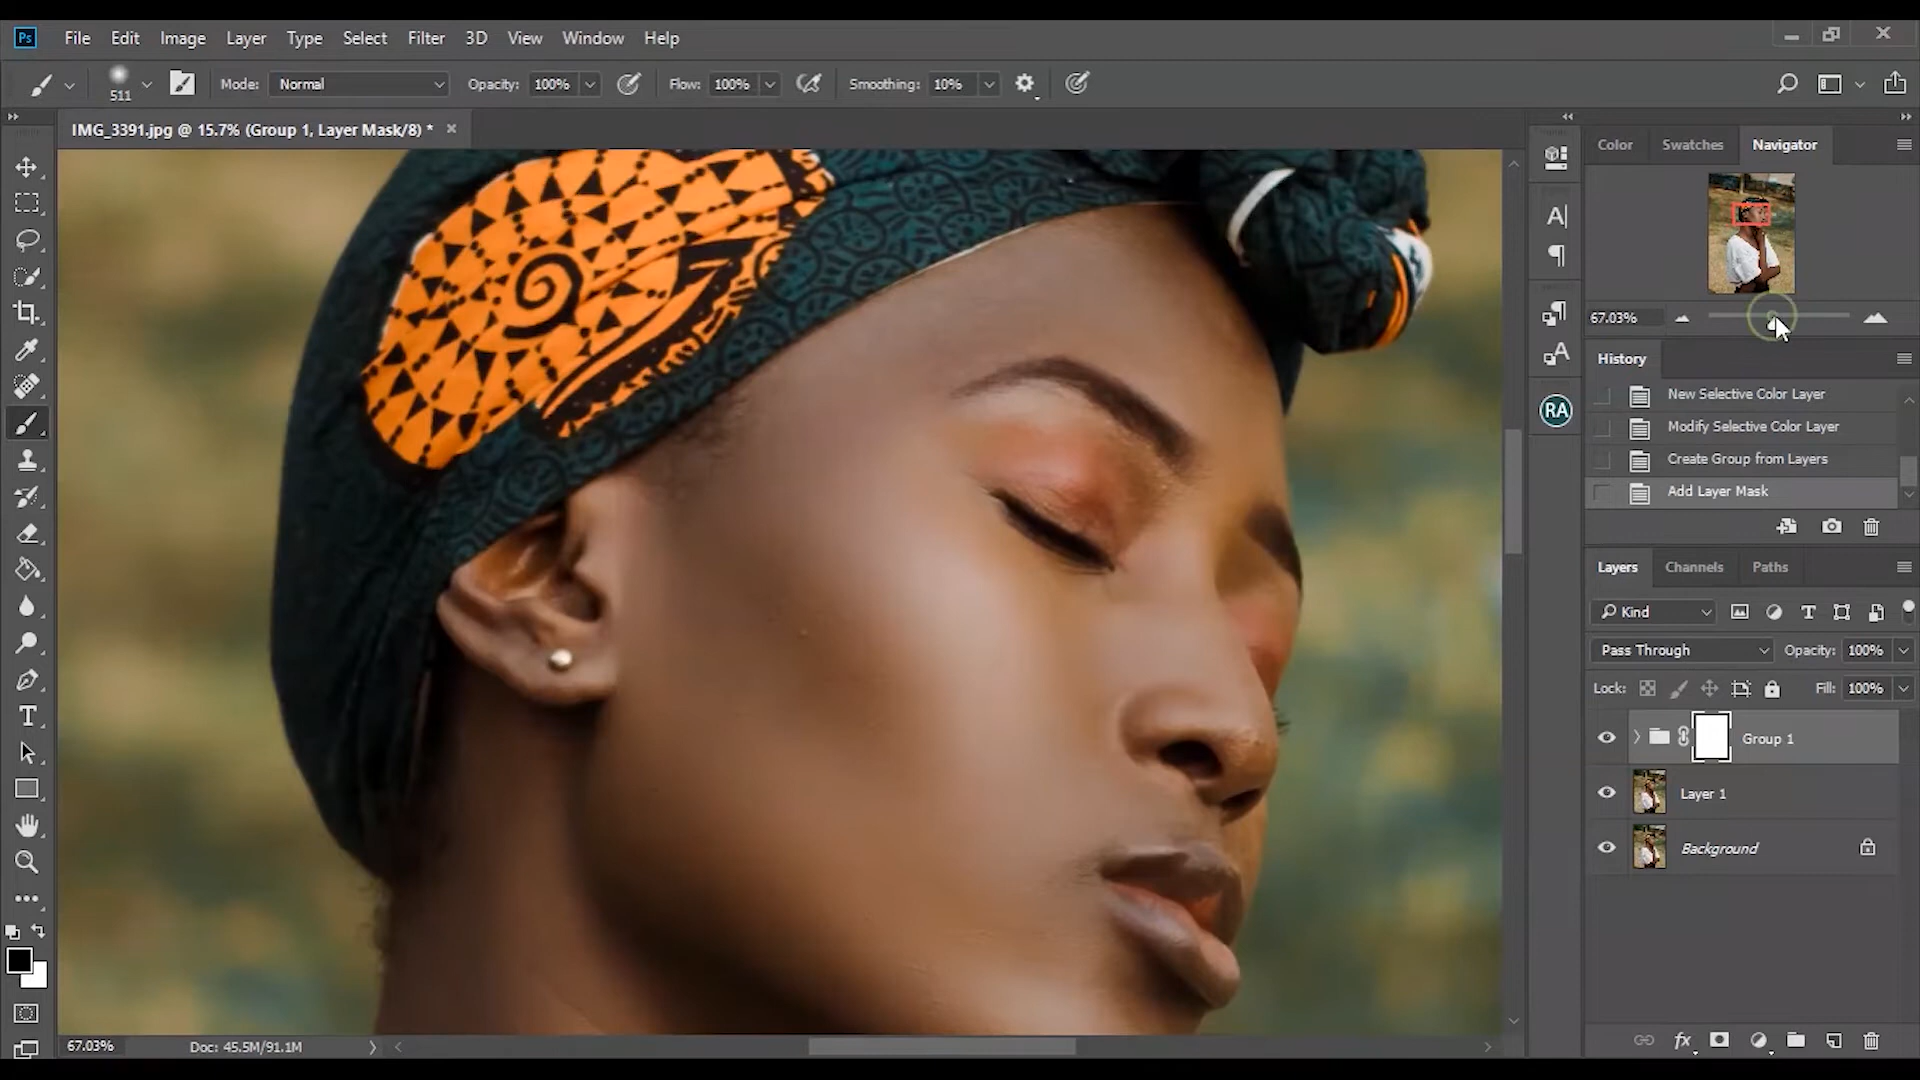 Ps File Edit Image Layer Type Select Filter 3D View Window Help
511 Mode: Normal Opacity: 100% Flow: 100% Smoothing: 10%
IMG_3391.jpg @ 15.7% (Group 1, Layer Mask/8) *
Color Swatches Navigator
67.03%
History
New Selective Color Layer
Modify Selective Color Layer
Create Group from Layers
Add Layer Mask
RA
Layers Channels Paths
Kind
Pass Through Opacity: 100%
Lock: Fill: 100%
Group 1
Layer 1
Background
67.03% Doc: 45.5M/91.1M